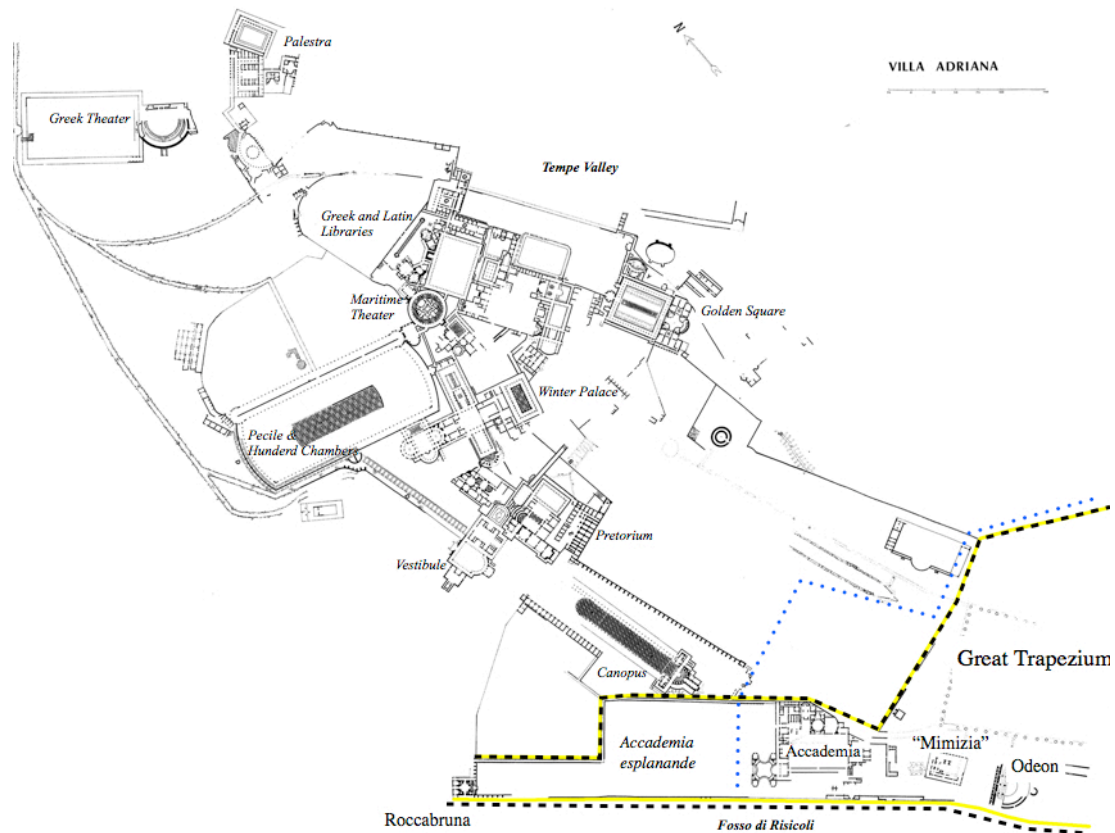 N
Palestra
VILLA ADRIANA
Greek Theater
Tempe Valley
Greek and Latin
Libraries
Maritime
Theater
Golden Square
Winter Palace
Pecile &
Hunderd Chambers
Pretorium
Vestibule
Great Trapezium
Canopus
"Mimizia"
Accademia
esplanande
Accademia
Odeon
Roccabruna
Fosso di Risicoli